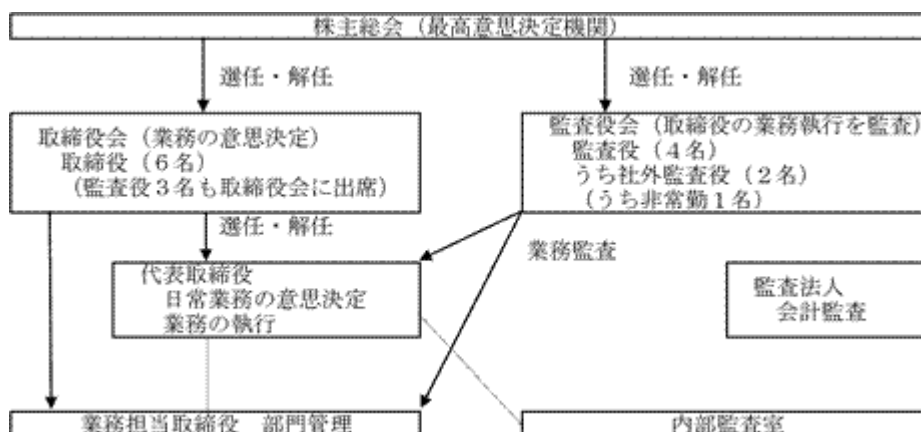 株主総会（最高意思決定機関）
選任・解任
選任・解任
取締役会（業務の意思決定）
取締役（６名）
（監査役３名も取締役会に出席）
監査役会（取締役の業務執行を監査）
監査役（４名）
うち社外監査役（２名）
（うち非常勤１名）
選任・解任
業務監査
代表取締役
日常業務の意思決定
業務の執行
監査法人
会計監査
業務担当取締役　部門管理
内部監査室